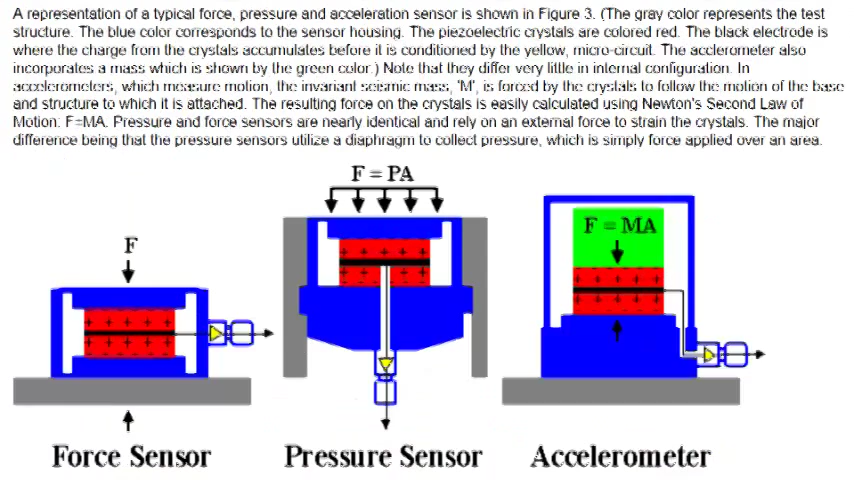 A representation of a typical force, pressure and acceleration sensor is shown in Figure 3. (The gray color represents the test
structure. The blue color corresponds to the sensor housing. The piezoelectric crystals are colored red. The black electrode is
where the charge from the crystals accumulates before it is conditioned by the yellow, micro-circuit. The acclerometer also
incorporates a mass which is shown by the green color.) Note that they differ very little in internal configuration. In
accelerometers, which measure motion, the invariant seismic mass, 'M', is forced by the crystals to follow the motion of the base
and structure to which it is attached. The resulting force on the crystals is easily calculated using Newton's Second Law of
Motion: F=MA. Pressure and force sensors are nearly identical and rely on an external force to strain the crystals. The major
difference being that the pressure sensors utilize a diaphragm to collect pressure, which is simply force applied over an area.
F = PA
F
F = MA
Force Sensor
Pressure Sensor
Accelerometer